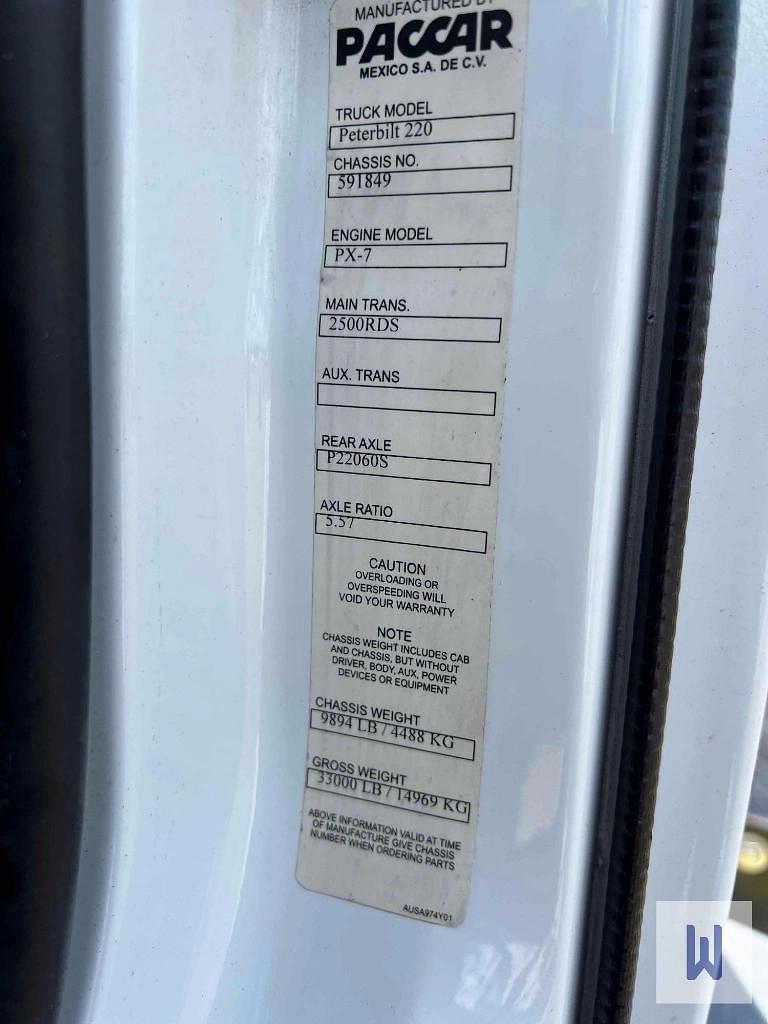 MANUFACTURED BY
PACCAR
MEXICO S.A. DE C.V.
TRUCK MODEL
Peterbilt 220
CHASSIS NO.
591849
ENGINE MODEL
PX-7
MAIN TRANS.
2500RDS
AUX. TRANS
REAR AXLE
P22060S
AXLE RATIO
5.57
CAUTION
OVERLOADING OR
OVERSPEEDING WILL
VOID YOUR WARRANTY
NOTE
CHASSIS WEIGHT INCLUDES CAB
AND CHASSIS, BUT WITHOUT
DRIVER, BODY, AUX, POWER
DEVICES OR EQUIPMENT
CHASSIS WEIGHT
9894 LB / 4488 KG
GROSS WEIGHT
33000 LB / 14969 KG
ABOVE INFORMATION VALID AT TIME
OF MANUFACTURE GIVE CHASSIS
NUMBER WHEN ORDERING PARTS
AUSA974Y01
W